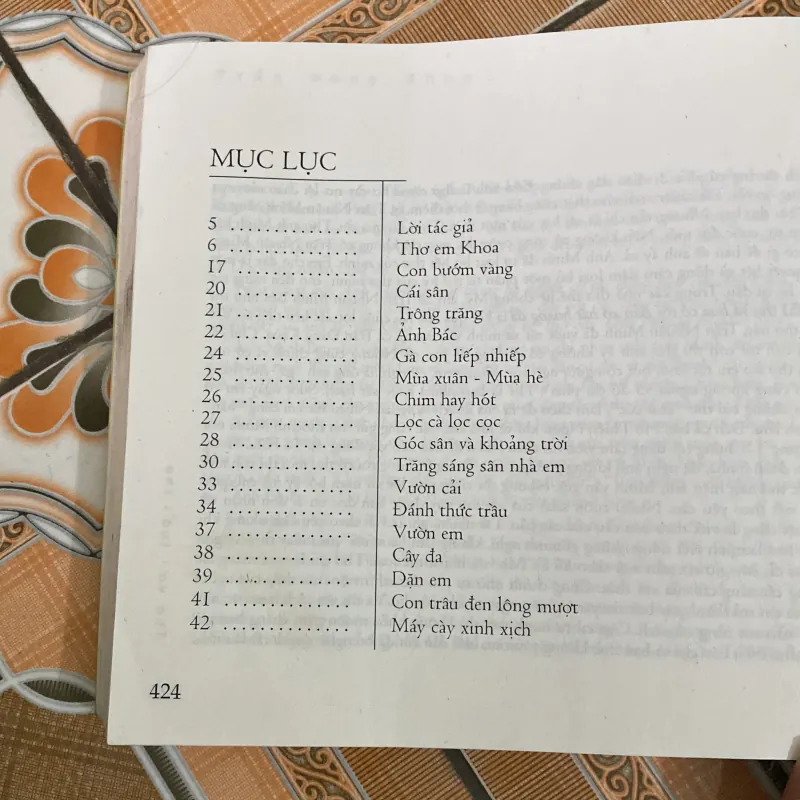 MỤC LỤC
5 .............. Lời tác giả
6 .............. Thơ em Khoa
17 .............. Con bướm vàng
20 .............. Cái sân
21 .............. Trông trăng
22 .............. Ảnh Bác
24 .............. Gà con liếp nhiếp
25 .............. Mùa xuân - Mùa hè
26 .............. Chim hay hót
27 .............. Lọc cà lọc cọc
28 .............. Góc sân và khoảng trời
30 .............. Trăng sáng sân nhà em
33 .............. Vườn cải
34 .............. Đánh thức trầu
37 .............. Vườn em
38 .............. Cây đa
39 .............. Dặn em
41 .............. Con trâu đen lông mượt
42 .............. Máy cày xình xịch
424